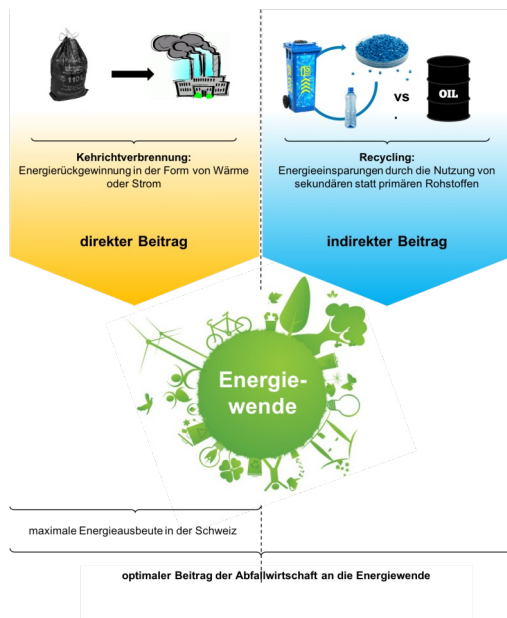 110 L
vs
OIL
.
Kehrichtverbrennung:
Energierückgewinnung in der Form von Wärme
oder Strom
Recycling:
Energieeinsparungen durch die Nutzung von
sekundären statt primären Rohstoffen
direkter Beitrag
indirekter Beitrag
Energie-
wende
maximale Energieausbeute in der Schweiz
optimaler Beitrag der Abfallwirtschaft an die Energiewende